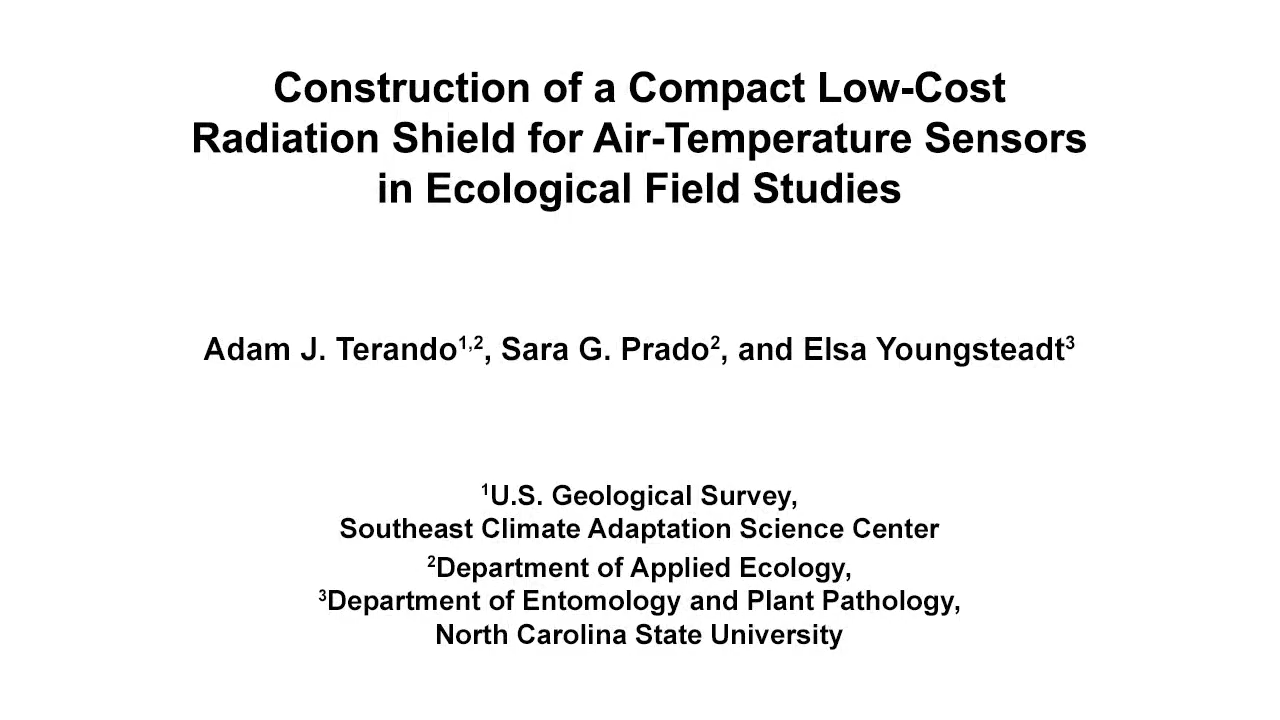 Construction of a Compact Low-Cost
Radiation Shield for Air-Temperature Sensors
in Ecological Field Studies
Adam J. Terando¹,², Sara G. Prado², and Elsa Youngsteadt³
¹U.S. Geological Survey,
Southeast Climate Adaptation Science Center
²Department of Applied Ecology,
³Department of Entomology and Plant Pathology,
North Carolina State University